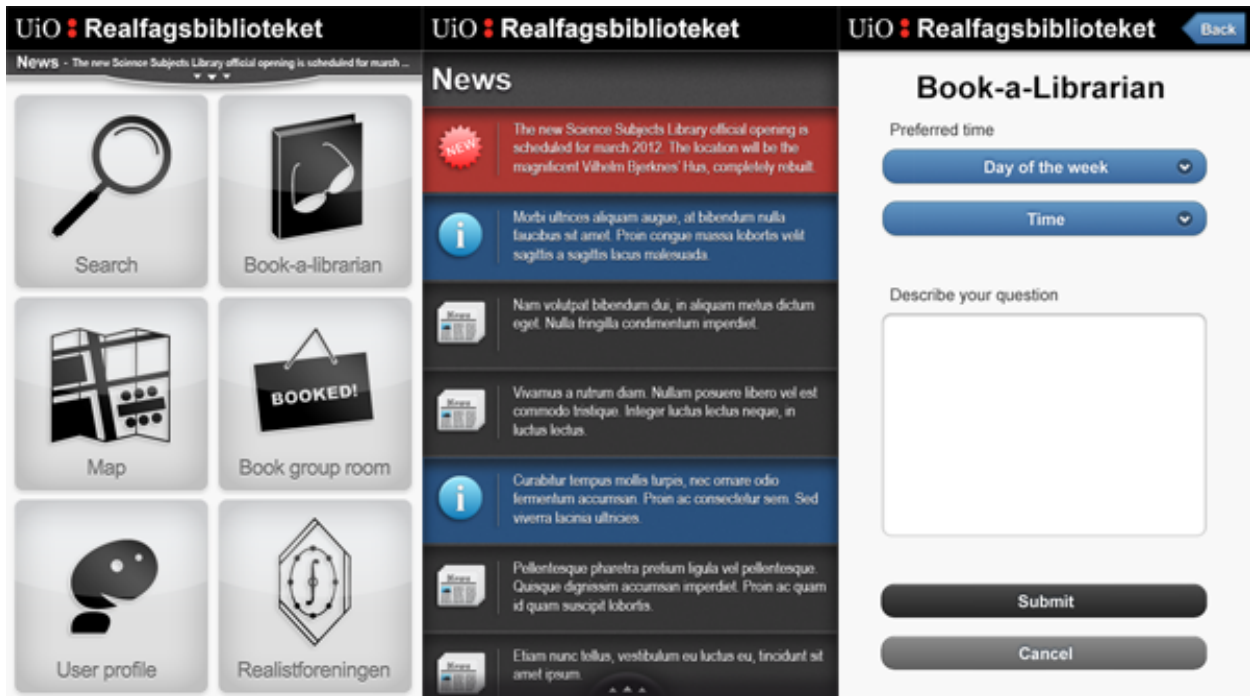 UiO Realfagsbiblioteket
News - The new Science Subjects Library official opening is scheduled for march ...
Search
Book-a-librarian
Map
BOOKED!
Book group room
User profile
Realistforeningen
UiO Realfagsbiblioteket
News
NEW
The new Science Subjects Library official opening is
scheduled for march 2012. The location will be the
magnificent Vilhelm Bjerknes' Hus, completely rebuilt.
i
Morbi ultrices aliquam augue, at bibendum nulla
faucibus sit amet. Proin congue massa lobortis velit
sagittis a sagittis lacus malesuada.
News
Nam volutpat bibendum dui, in aliquam metus dictum
eget. Nulla fringilla condimentum imperdiet.
News
Vivamus a rutrum diam. Nullam posuere libero vel est
commodo tristique. Integer luctus lectus neque, in
luctus lectus.
i
Curabitur tempus mollis turpis, nec ornare odio
fermentum accumsan. Proin ac consectetur sem. Sed
viverra lacinia ultricies.
News
Pellentesque pharetra pretium ligula vel pellentesque.
Quisque dignissim accumsan imperdiet. Proin ac quam
id quam suscipit lobortis.
News
Etiam nunc tellus, vestibulum eu luctus eu, tincidunt sit
amet ipsum.
UiO Realfagsbiblioteket
Back
Book-a-Librarian
Preferred time
Day of the week
Time
Describe your question
Submit
Cancel